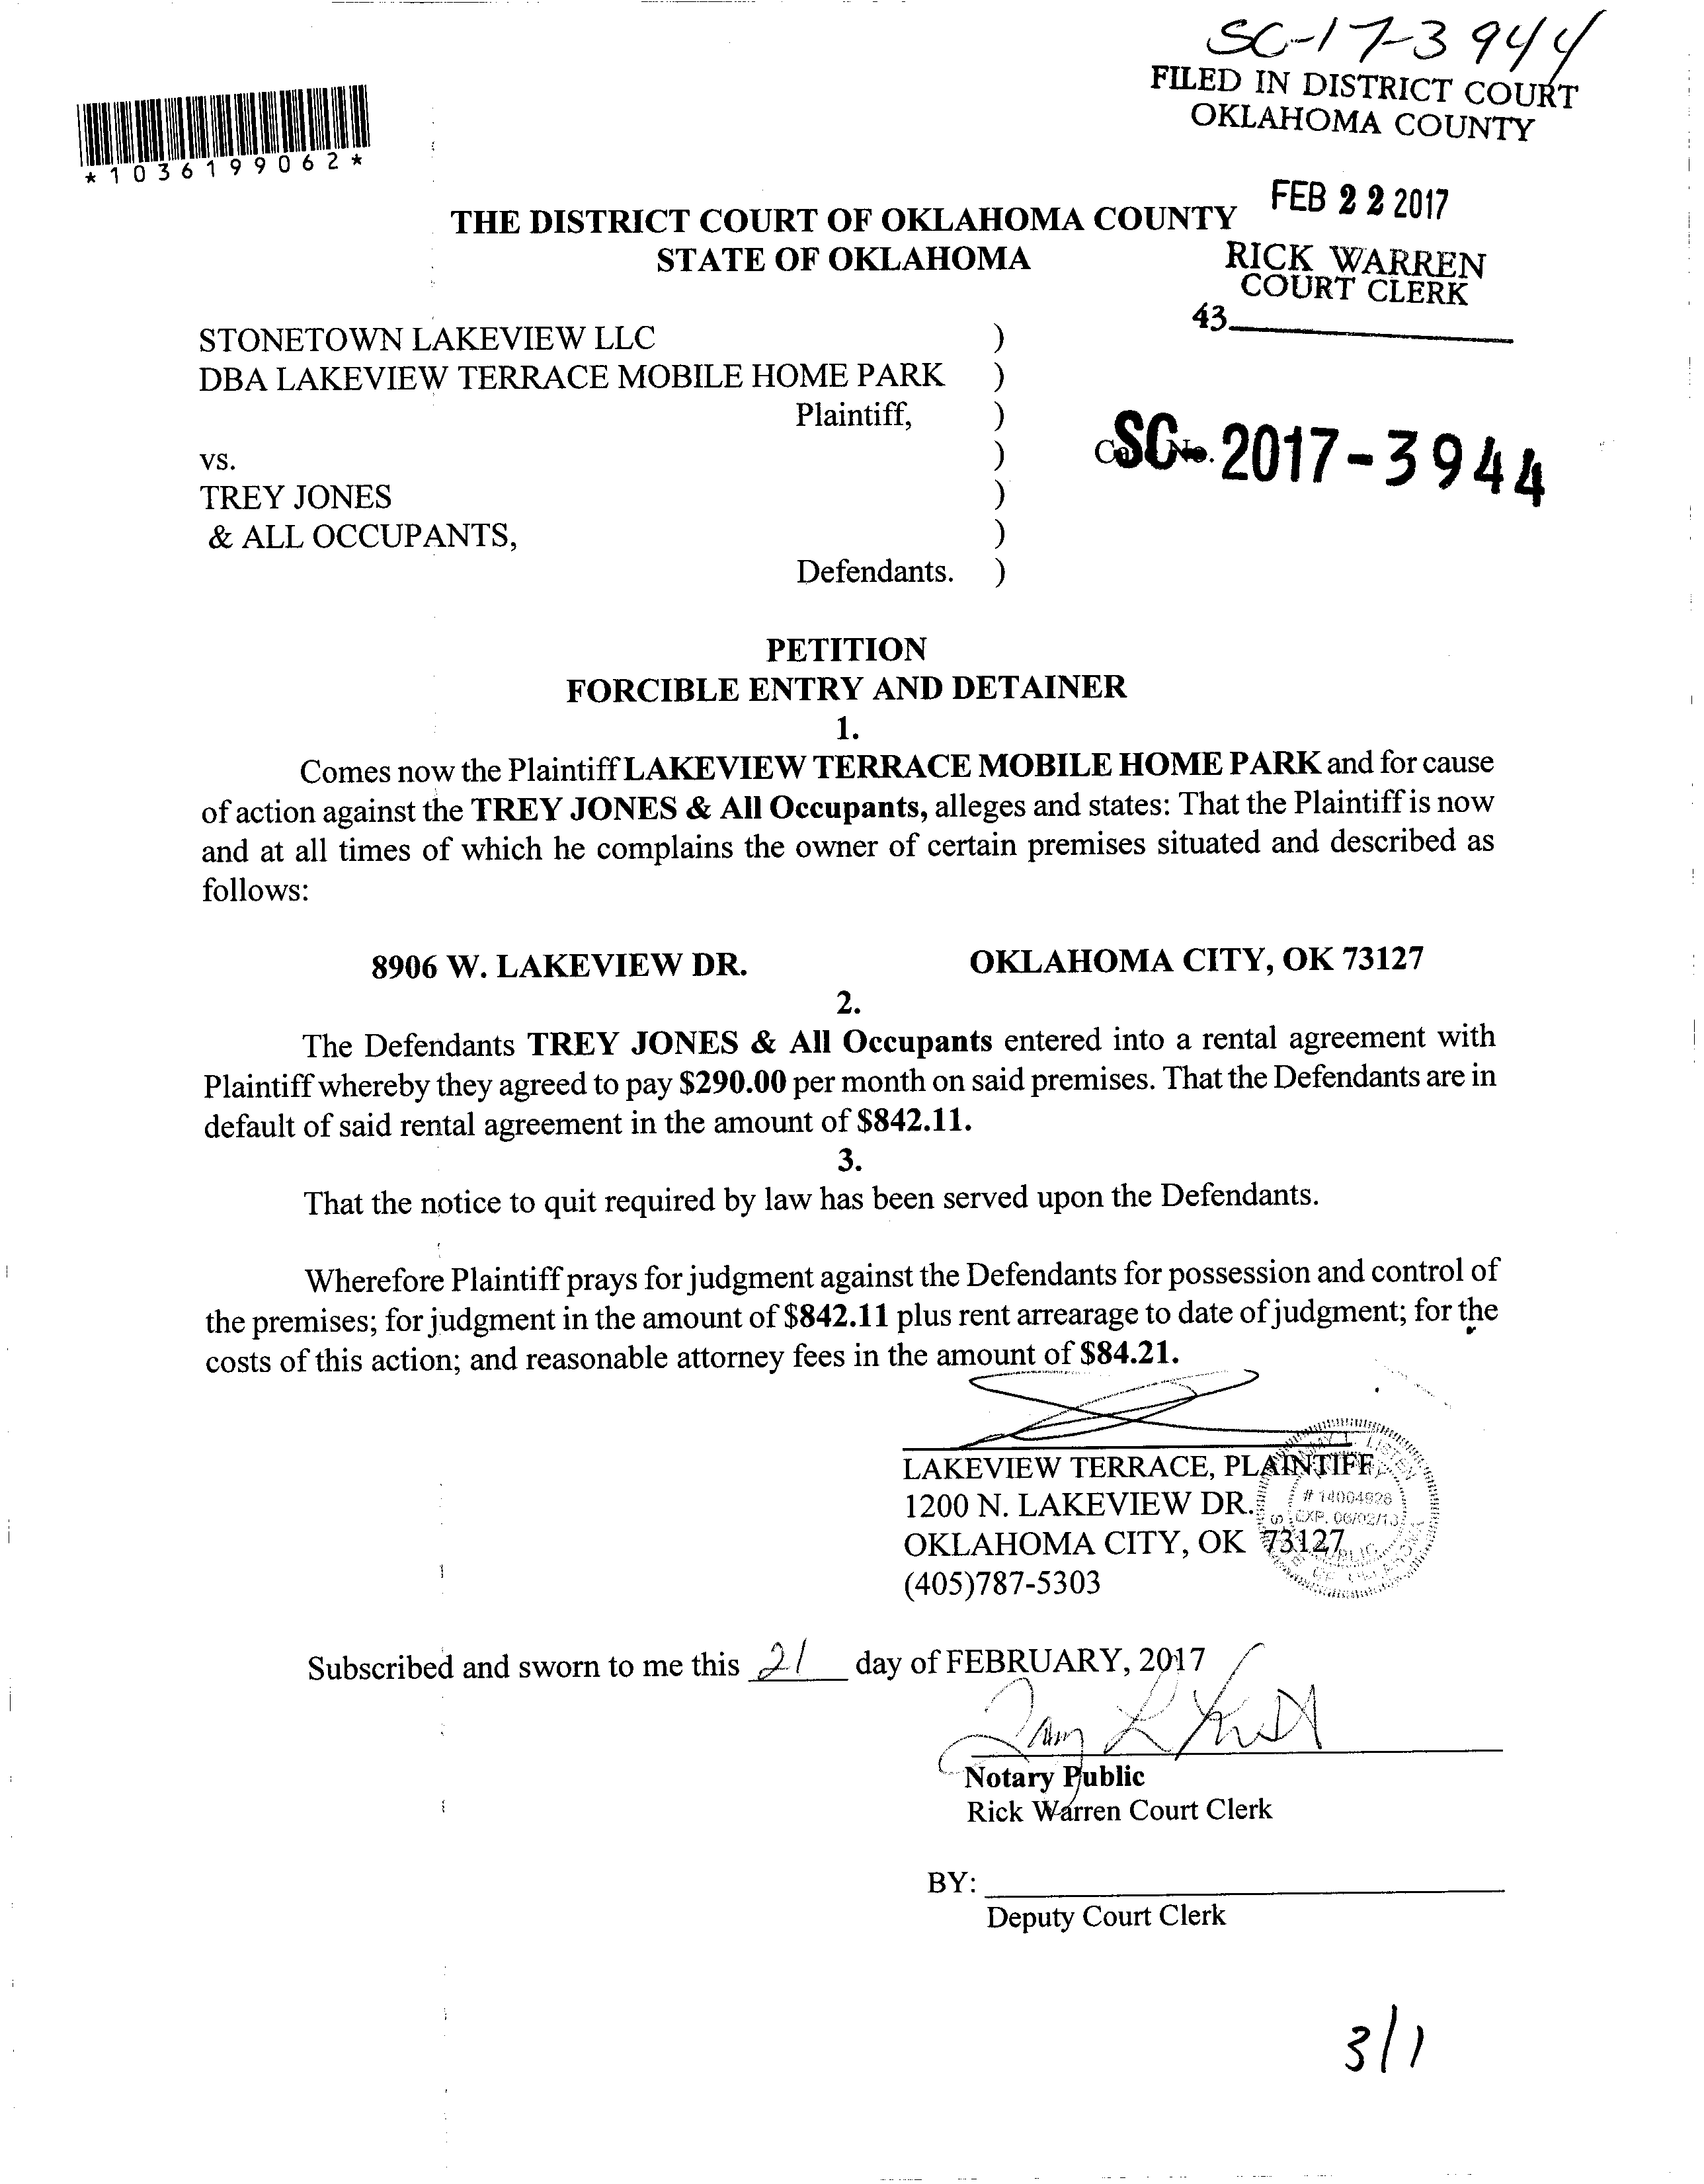 SC-17-3944
FILED IN DISTRICT COURT
OKLAHOMA COUNTY
*1036199062*
FEB 22 2017
THE DISTRICT COURT OF OKLAHOMA COUNTY
STATE OF OKLAHOMA
RICK WARREN
COURT CLERK
43
STONETOWN LAKEVIEW LLC )
DBA LAKEVIEW TERRACE MOBILE HOME PARK )
Plaintiff, )
)
SC 2017-3944
vs. )
TREY JONES )
& ALL OCCUPANTS, )
Defendants. )
PETITION
FORCIBLE ENTRY AND DETAINER
1.
Comes now the Plaintiff LAKEVIEW TERRACE MOBILE HOME PARK and for cause
of action against the TREY JONES & All Occupants, alleges and states: That the Plaintiff is now
and at all times of which he complains the owner of certain premises situated and described as
follows:
8906 W. LAKEVIEW DR. OKLAHOMA CITY, OK 73127
2.
The Defendants TREY JONES & All Occupants entered into a rental agreement with
Plaintiff whereby they agreed to pay $290.00 per month on said premises. That the Defendants are in
default of said rental agreement in the amount of $842.11.
3.
That the notice to quit required by law has been served upon the Defendants.
Wherefore Plaintiff prays for judgment against the Defendants for possession and control of
the premises; for judgment in the amount of $842.11 plus rent arrearage to date of judgment; for the
costs of this action; and reasonable attorney fees in the amount of $84.21.
LAKEVIEW TERRACE, PLAINTIFF
1200 N. LAKEVIEW DR.
OKLAHOMA CITY, OK 73127
(405)787-5303
# 14004926
Subscribed and sworn to me this 21 day of FEBRUARY, 2017
Notary Public
Rick Warren Court Clerk
BY:
Deputy Court Clerk
3/1